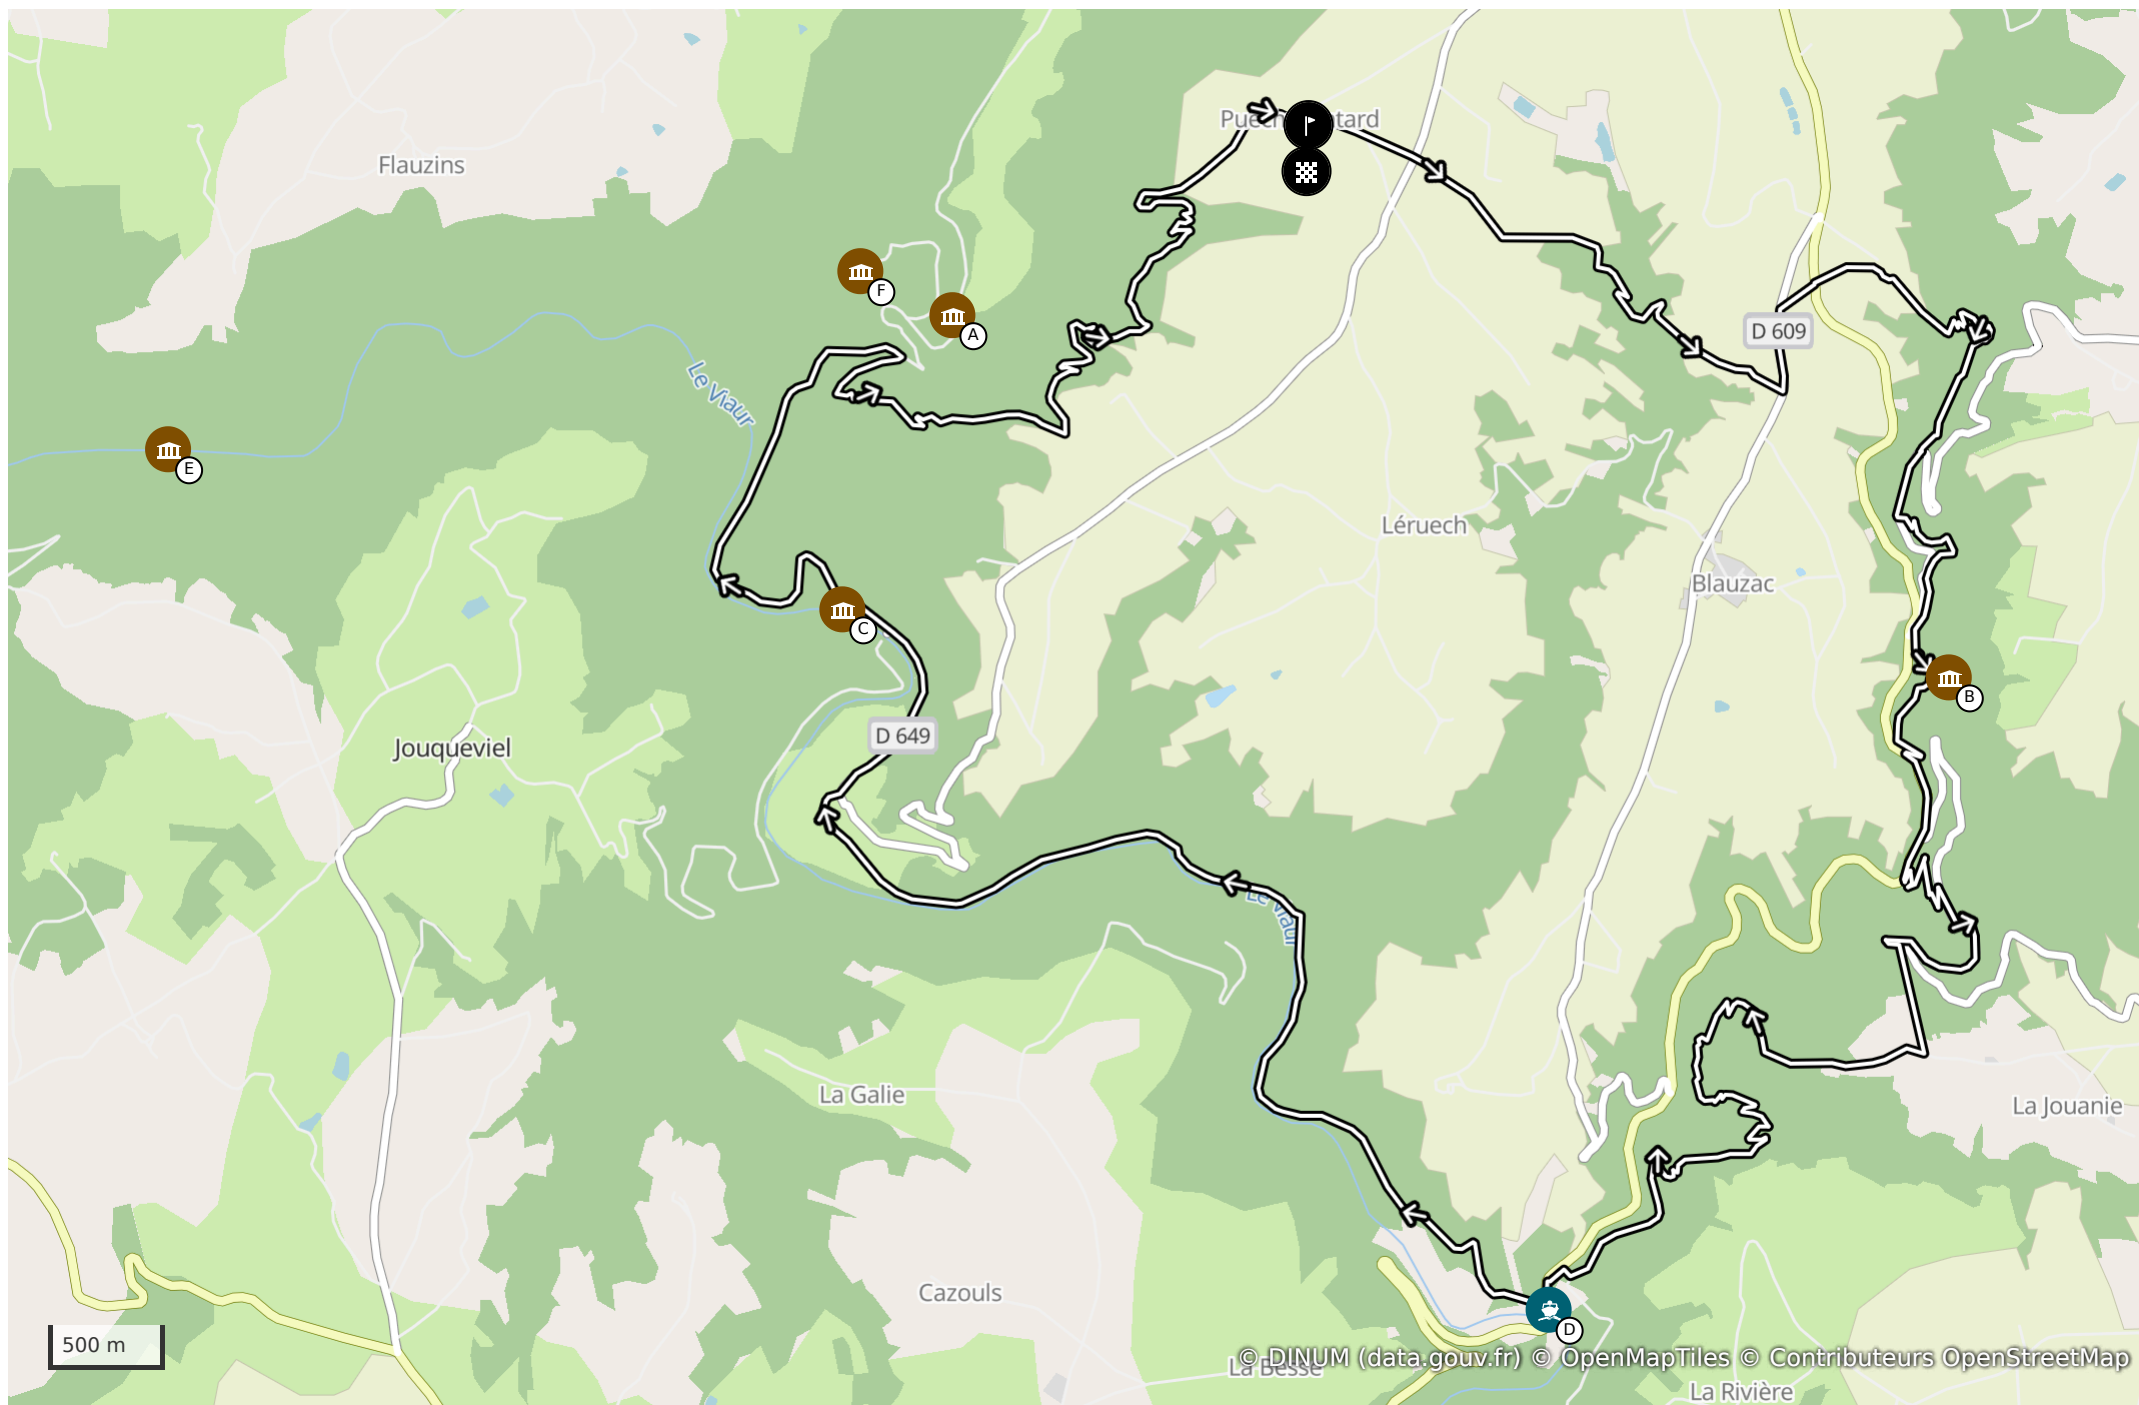 Puech
tard
Flauzins
F
A
D 609
Le Viaur
E
Léruech
Blauzac
C
B
D 649
Jouqueviel
Le Viaur
La Galie
La Jouanie
Cazouls
D
500 m
© DINUM (data.gouv.fr) © OpenMapTiles © Contributeurs OpenStreetMap
La Besse
La Rivière